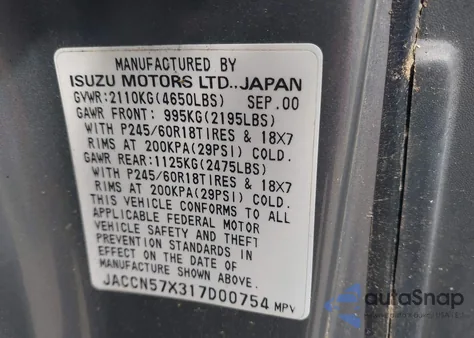 MANUFACTURED BY
ISUZU MOTORS LTD., JAPAN
GVWR:2110KG(4650LBS) SEP.00
GAWR FRONT: 995KG(2195LBS)
WITH P245/60R18TIRES & 18X7
RIMS AT 200KPA(29PSI) COLD.
GAWR REAR:1125KG(2475LBS)
WITH P245/60R18TIRES & 18X7
RIMS AT 200KPA(29PSI) COLD.
THIS VEHICLE CONFORMS TO ALL
APPLICABLE FEDERAL MOTOR
VEHICLE SAFETY AND THEFT
PREVENTION STANDARDS IN
EFFECT ON THE DATE OF
MANUFACTURE SHOWN ABOVE.
JACCN57X317D00754 MPV
autoSnap